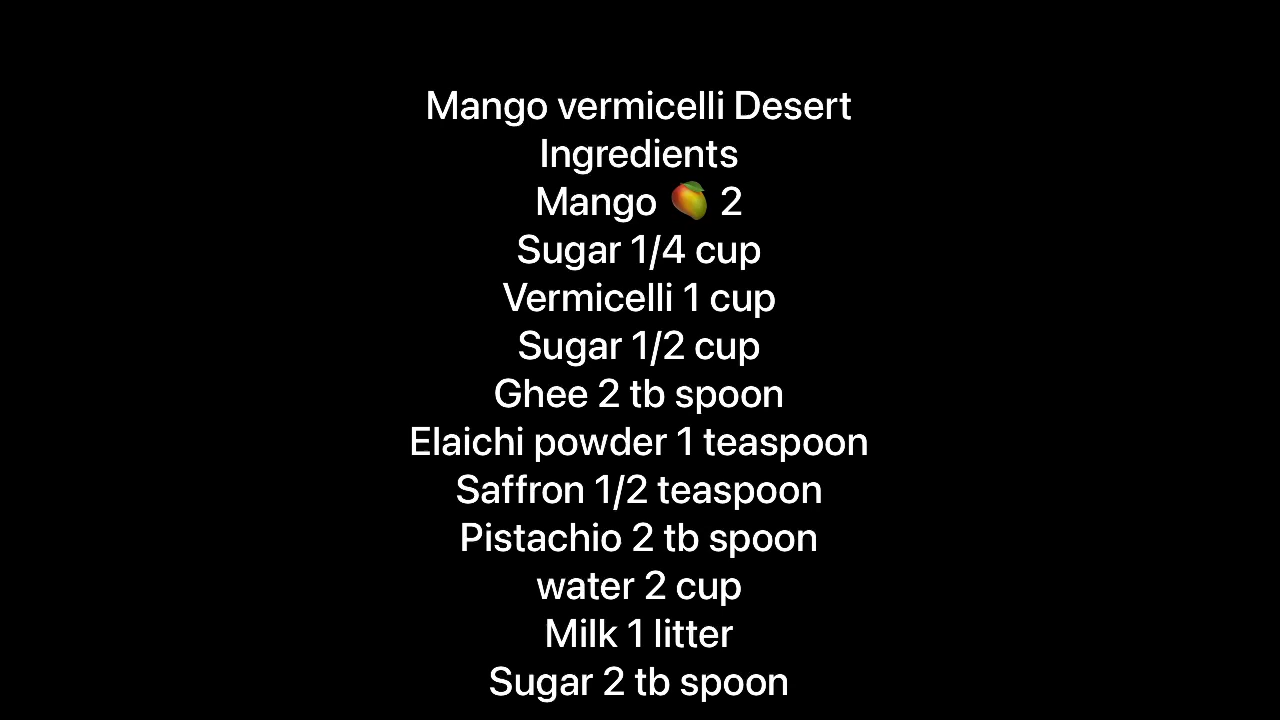 Mango vermicelli Desert
Ingredients
Mango 🥭 2
Sugar 1/4 cup
Vermicelli 1 cup
Sugar 1/2 cup
Ghee 2 tb spoon
Elaichi powder 1 teaspoon
Saffron 1/2 teaspoon
Pistachio 2 tb spoon
water 2 cup
Milk 1 litter
Sugar 2 tb spoon